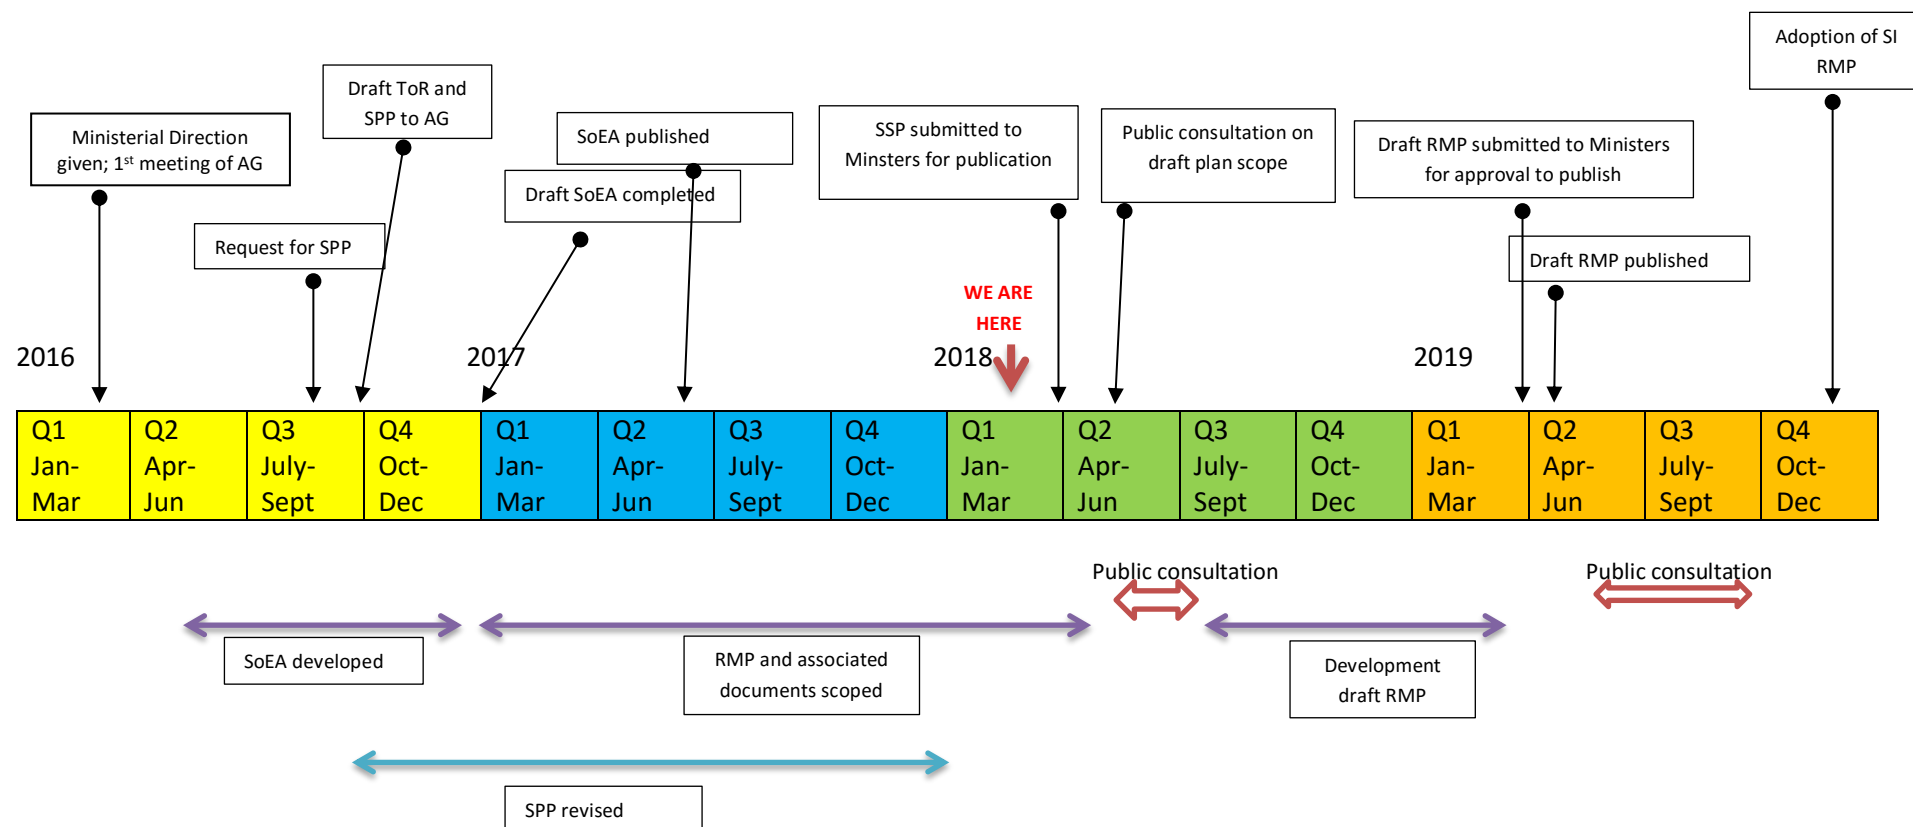 Adoption of SI
RMP
Draft ToR and
SPP to AG
Ministerial Direction
given; 1st meeting of AG
SoEA published
SSP submitted to
Minsters for publication
Public consultation on
draft plan scope
Draft RMP submitted to Ministers
for approval to publish
Draft SoEA completed
Request for SPP
Draft RMP published
WE ARE
HERE
2016
2017
2018
2019
Q1
Jan-
Mar
Q2
Apr-
Jun
Q3
July-
Sept
Q4
Oct-
Dec
Q1
Jan-
Mar
Q2
Apr-
Jun
Q3
July-
Sept
Q4
Oct-
Dec
Q1
Jan-
Mar
Q2
Apr-
Jun
Q3
July-
Sept
Q4
Oct-
Dec
Q1
Jan-
Mar
Q2
Apr-
Jun
Q3
July-
Sept
Q4
Oct-
Dec
Public consultation
Public consultation
SoEA developed
RMP and associated
documents scoped
Development
draft RMP
SPP revised